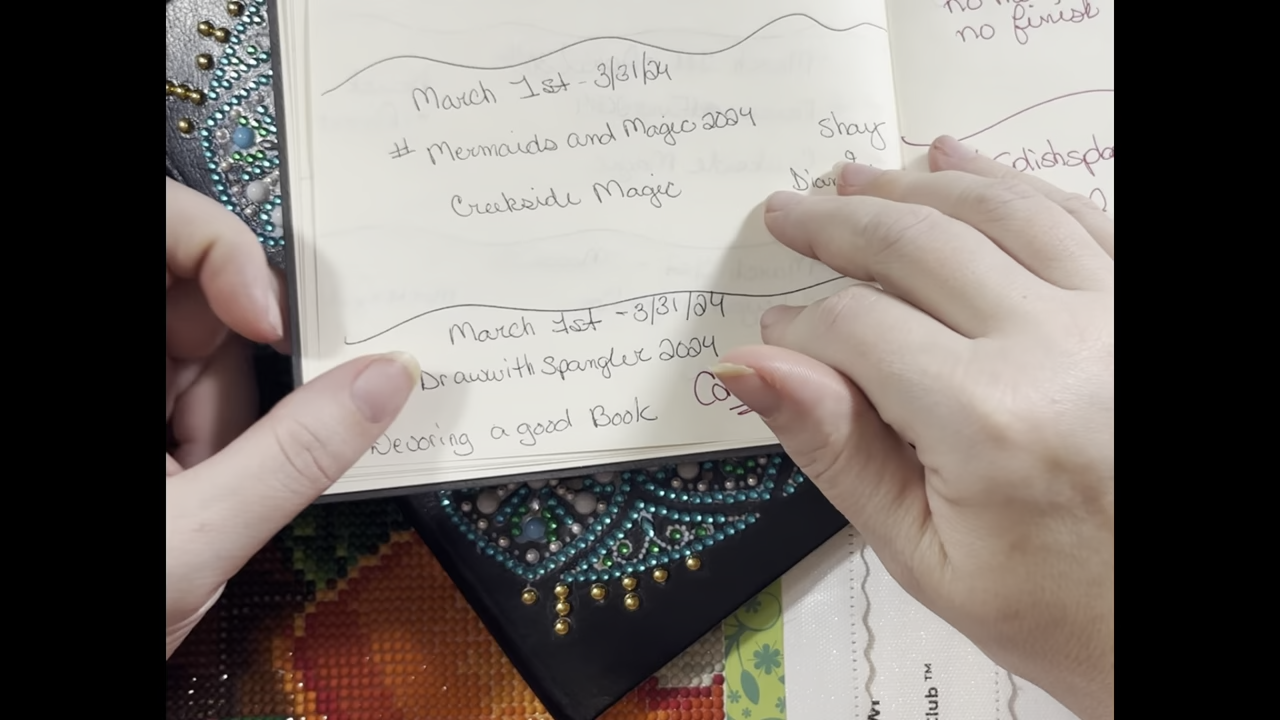 no finish
March 1st - 3/31/24
# Mermaids and Magic 2024
Shay
&
Creekside Magic
March 1st - 3/31/24
Drawwith Spangler 2024
Devoring a good Book
club™